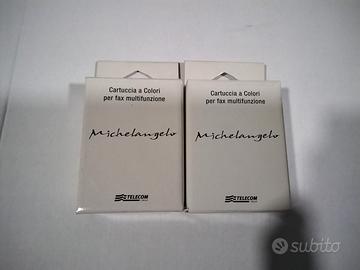 Cartuccia a Colori
per fax multifunzione
Michelangelo
TELECOM
Cartuccia a Colori
per fax multifunzione
Michelangelo
TELECOM
subito